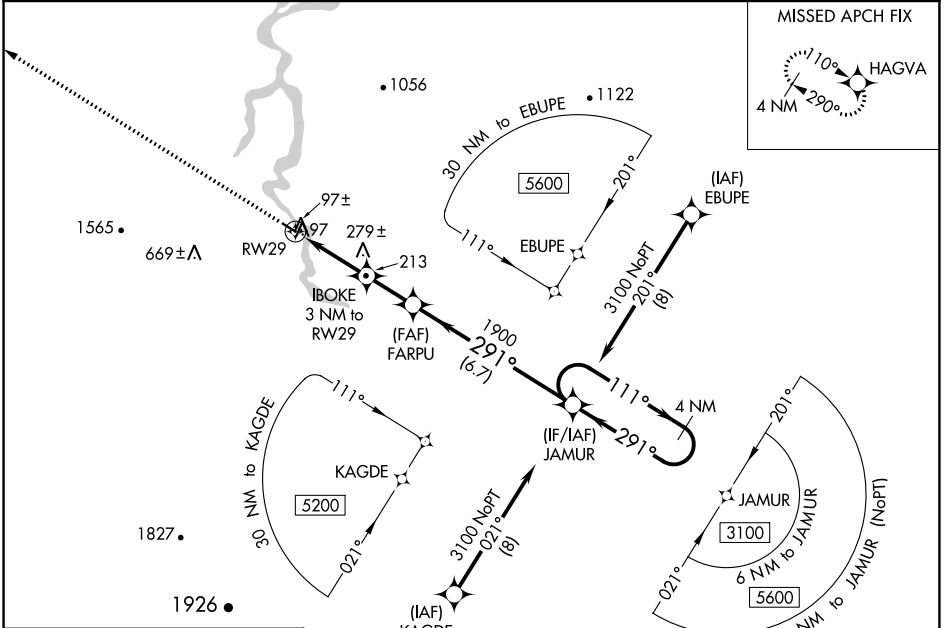 MISSED APCH FIX
110°
HAGVA
4 NM
290°
1056
1122
30 NM to EBUPE
5600
201°
111°
EBUPE
(IAF)
EBUPE
3100 NoPT
201°
(8)
1565
669±
97±
97
RW29
279±
213
IBOKE
3 NM to
RW29
(FAF)
FARPU
1900
291°
(6.7)
111°
4 NM
291°
(IF/IAF)
JAMUR
111°
30 NM to KAGDE
KAGDE
5200
021°
201°
JAMUR
3100
6 NM to JAMUR
5600
NM to JAMUR (NoPT)
021°
3100 NoPT
021°
(8)
1827
1926
(IAF)
KAGDE